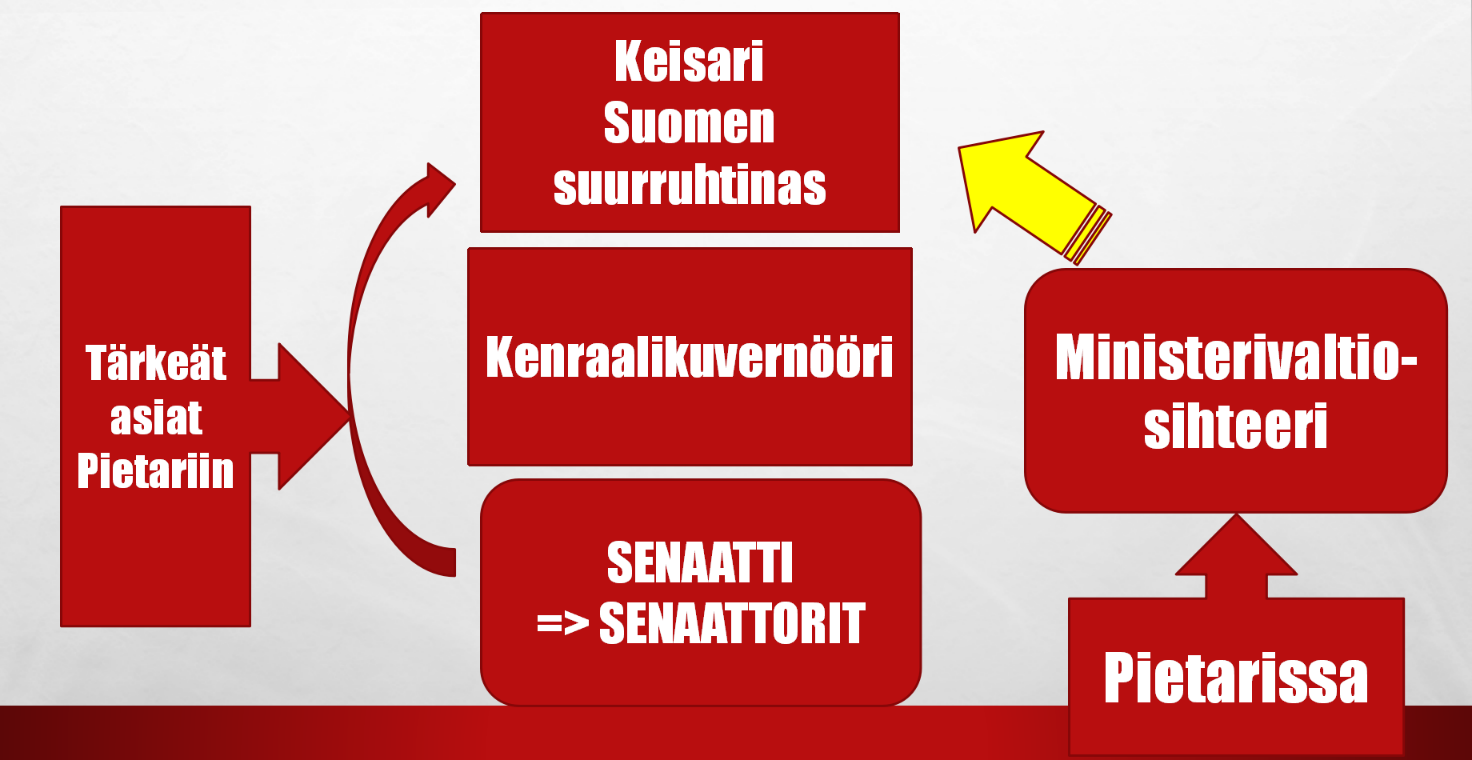 Keisari
Suomen
suurruhtinas
Tärkeät
asiat
Pietariin
Kenraalikuvernööri
Ministerivaltio-
sihteeri
SENAATTI
=> SENAATTORIT
Pietarissa